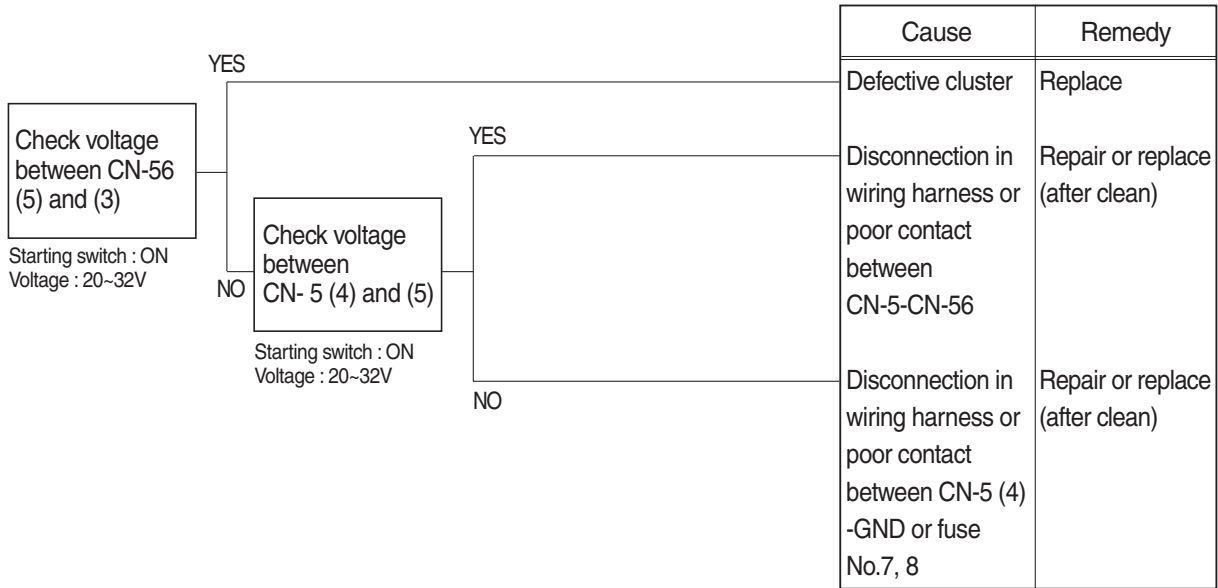 Check voltage
between CN-56
(5) and (3)
Starting switch : ON
Voltage : 20~32V
YES
NO
Check voltage
between
CN- 5 (4) and (5)
Starting switch : ON
Voltage : 20~32V
YES
NO
Cause
Remedy
Defective cluster
Replace
Disconnection in
wiring harness or
poor contact
between
CN-5-CN-56
Repair or replace
(after clean)
Disconnection in
wiring harness or
poor contact
between CN-5 (4)
-GND or fuse
No.7, 8
Repair or replace
(after clean)